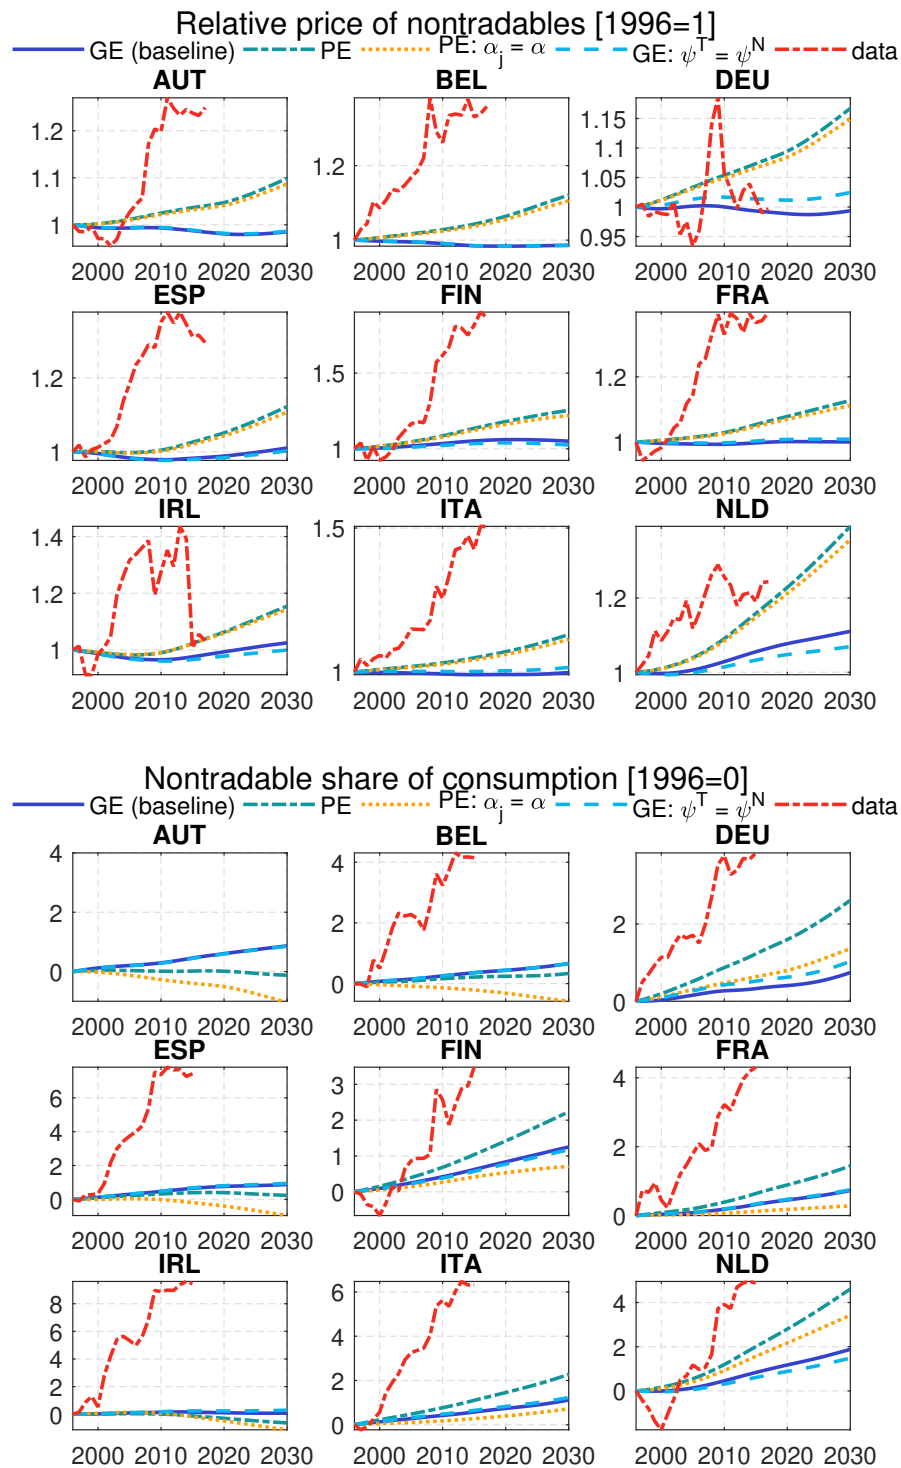 Relative price of nontradables [1996=1]
GE (baseline) PE PE: α_j = α GE: ψ^T = ψ^N data
AUT BEL DEU
1.2 1.1 1
1.2 1
1.15 1.1 1.05 1 0.95
2000 2010 2020 2030 2000 2010 2020 2030 2000 2010 2020 2030
ESP FIN FRA
1.2 1
1.5 1
1.2 1
2000 2010 2020 2030 2000 2010 2020 2030 2000 2010 2020 2030
IRL ITA NLD
1.4 1.2 1
1.5 1
1.2 1
2000 2010 2020 2030 2000 2010 2020 2030 2000 2010 2020 2030
Nontradable share of consumption [1996=0]
GE (baseline) PE PE: α_j = α GE: ψ^T = ψ^N data
AUT BEL DEU
4 2 0
4 2 0
2 0
2000 2010 2020 2030 2000 2010 2020 2030 2000 2010 2020 2030
ESP FIN FRA
6 4 2 0
3 2 1 0
4 2 0
2000 2010 2020 2030 2000 2010 2020 2030 2000 2010 2020 2030
IRL ITA NLD
8 6 4 2 0
6 4 2 0
4 2 0
2000 2010 2020 2030 2000 2010 2020 2030 2000 2010 2020 2030